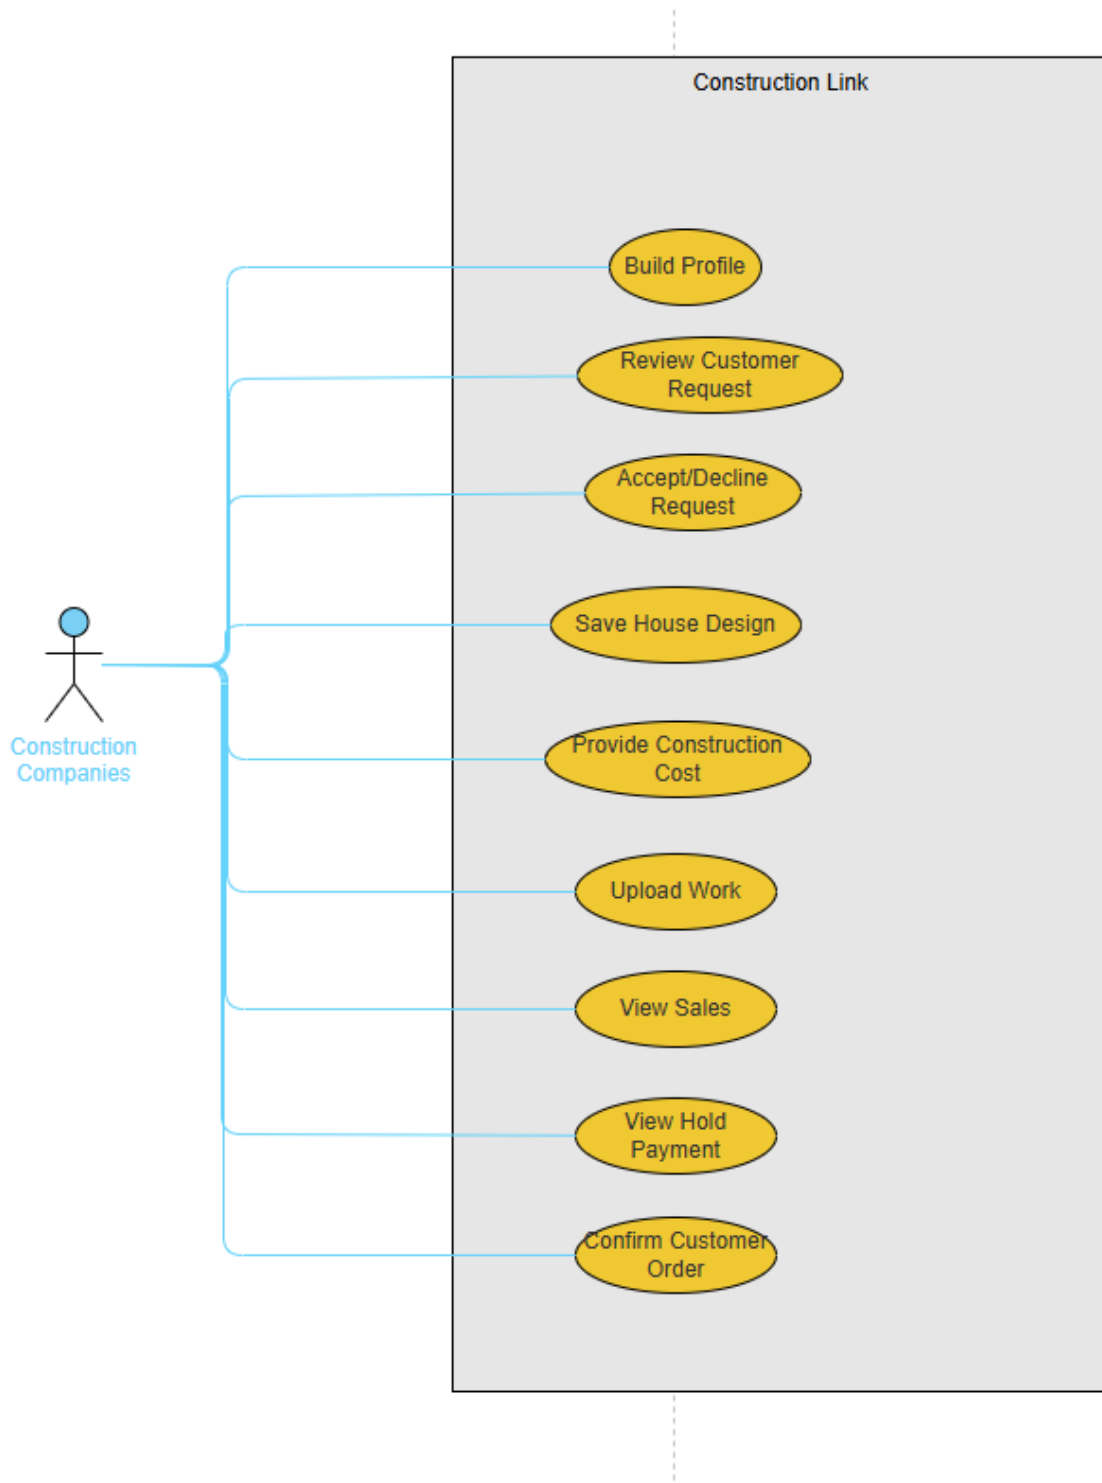 Construction Link
Build Profile
Review Customer
Request
Accept/Decline
Request
Save House Design
Construction
Companies
Provide Construction
Cost
Upload Work
View Sales
View Hold
Payment
Confirm Customer
Order